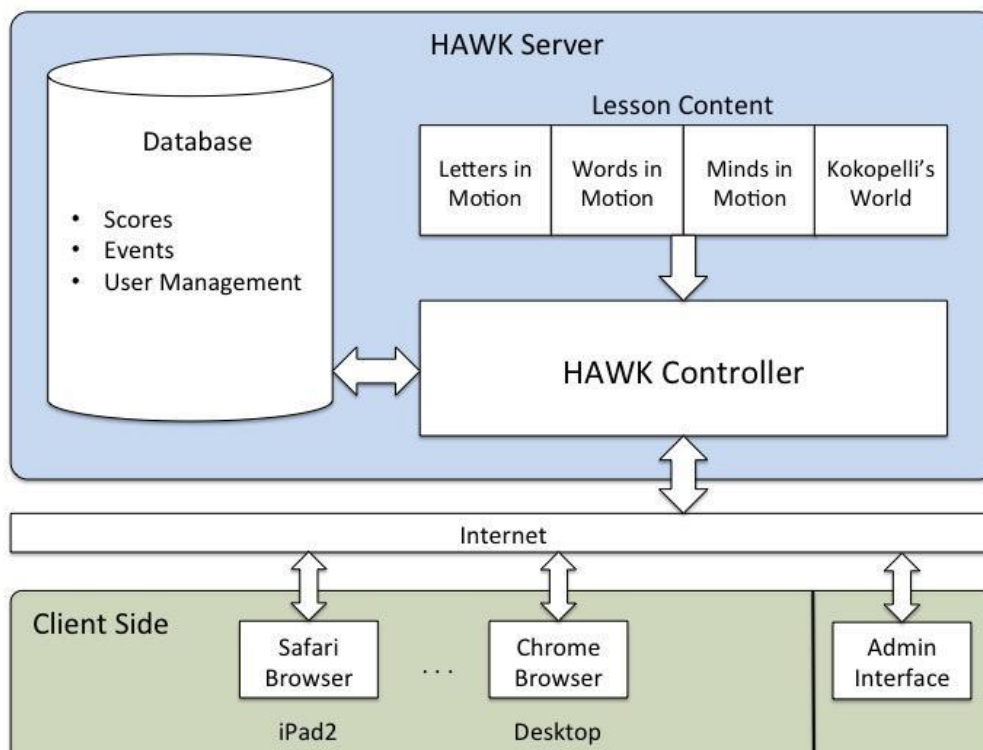 HAWK Server
Database
• Scores
• Events
• User Management
Lesson Content
Letters in
Motion
Words in
Motion
Minds in
Motion
Kokopelli's
World
HAWK Controller
Internet
Client Side
Safari
Browser
iPad2
. . .
Chrome
Browser
Desktop
Admin
Interface